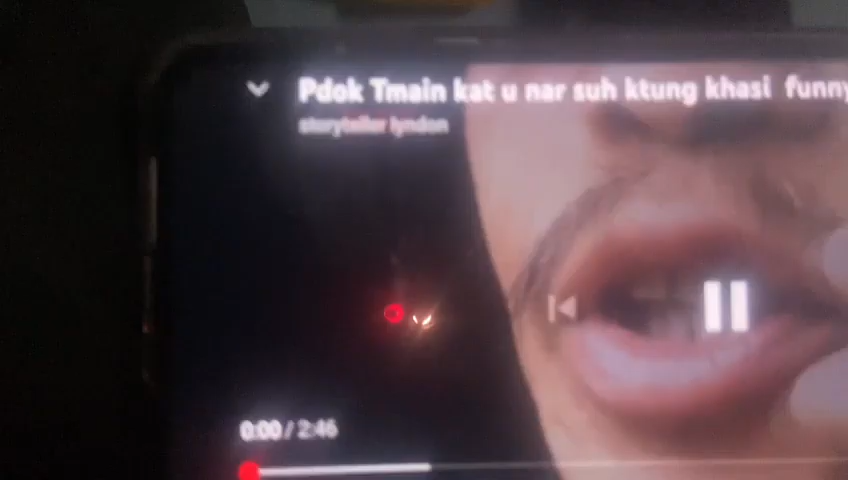 Pdok Tmain kat u nar suh ktung khasi funny
storyteller lyndon
0:00 / 2:46